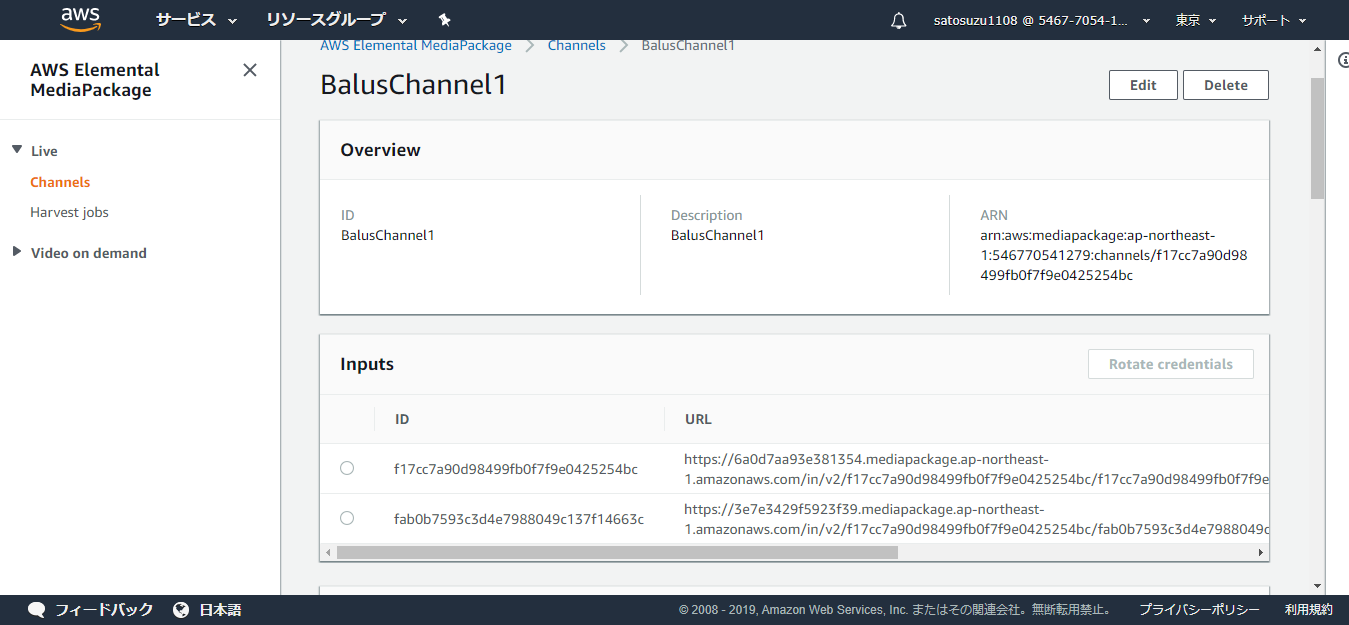 aws サービス リソースグループ satosuzu1108 @ 5467-7054-1... 東京 サポート
AWS Elemental MediaPackage
Live
Channels
Harvest jobs
Video on demand
AWS Elemental MediaPackage Channels BalusChannel1
BalusChannel1
Edit Delete
Overview
ID
BalusChannel1
Description
BalusChannel1
ARN
arn:aws:mediapackage:ap-northeast-
1:546770541279:channels/f17cc7a90d98
499fb0f7f9e0425254bc
Inputs
Rotate credentials
ID URL
f17cc7a90d98499fb0f7f9e0425254bc
https://6a0d7aa93e381354.mediapackage.ap-northeast-
1.amazonaws.com/in/v2/f17cc7a90d98499fb0f7f9e0425254bc/f17cc7a90d98499fb0f7f9e
fab0b7593c3d4e7988049c137f14663c
https://3e7e3429f5923f39.mediapackage.ap-northeast-
1.amazonaws.com/in/v2/f17cc7a90d98499fb0f7f9e0425254bc/fab0b7593c3d4e7988049c
フィードバック 日本語 © 2008 - 2019, Amazon Web Services, Inc. またはその関連会社。無断転用禁止。 プライバシーポリシー 利用規約